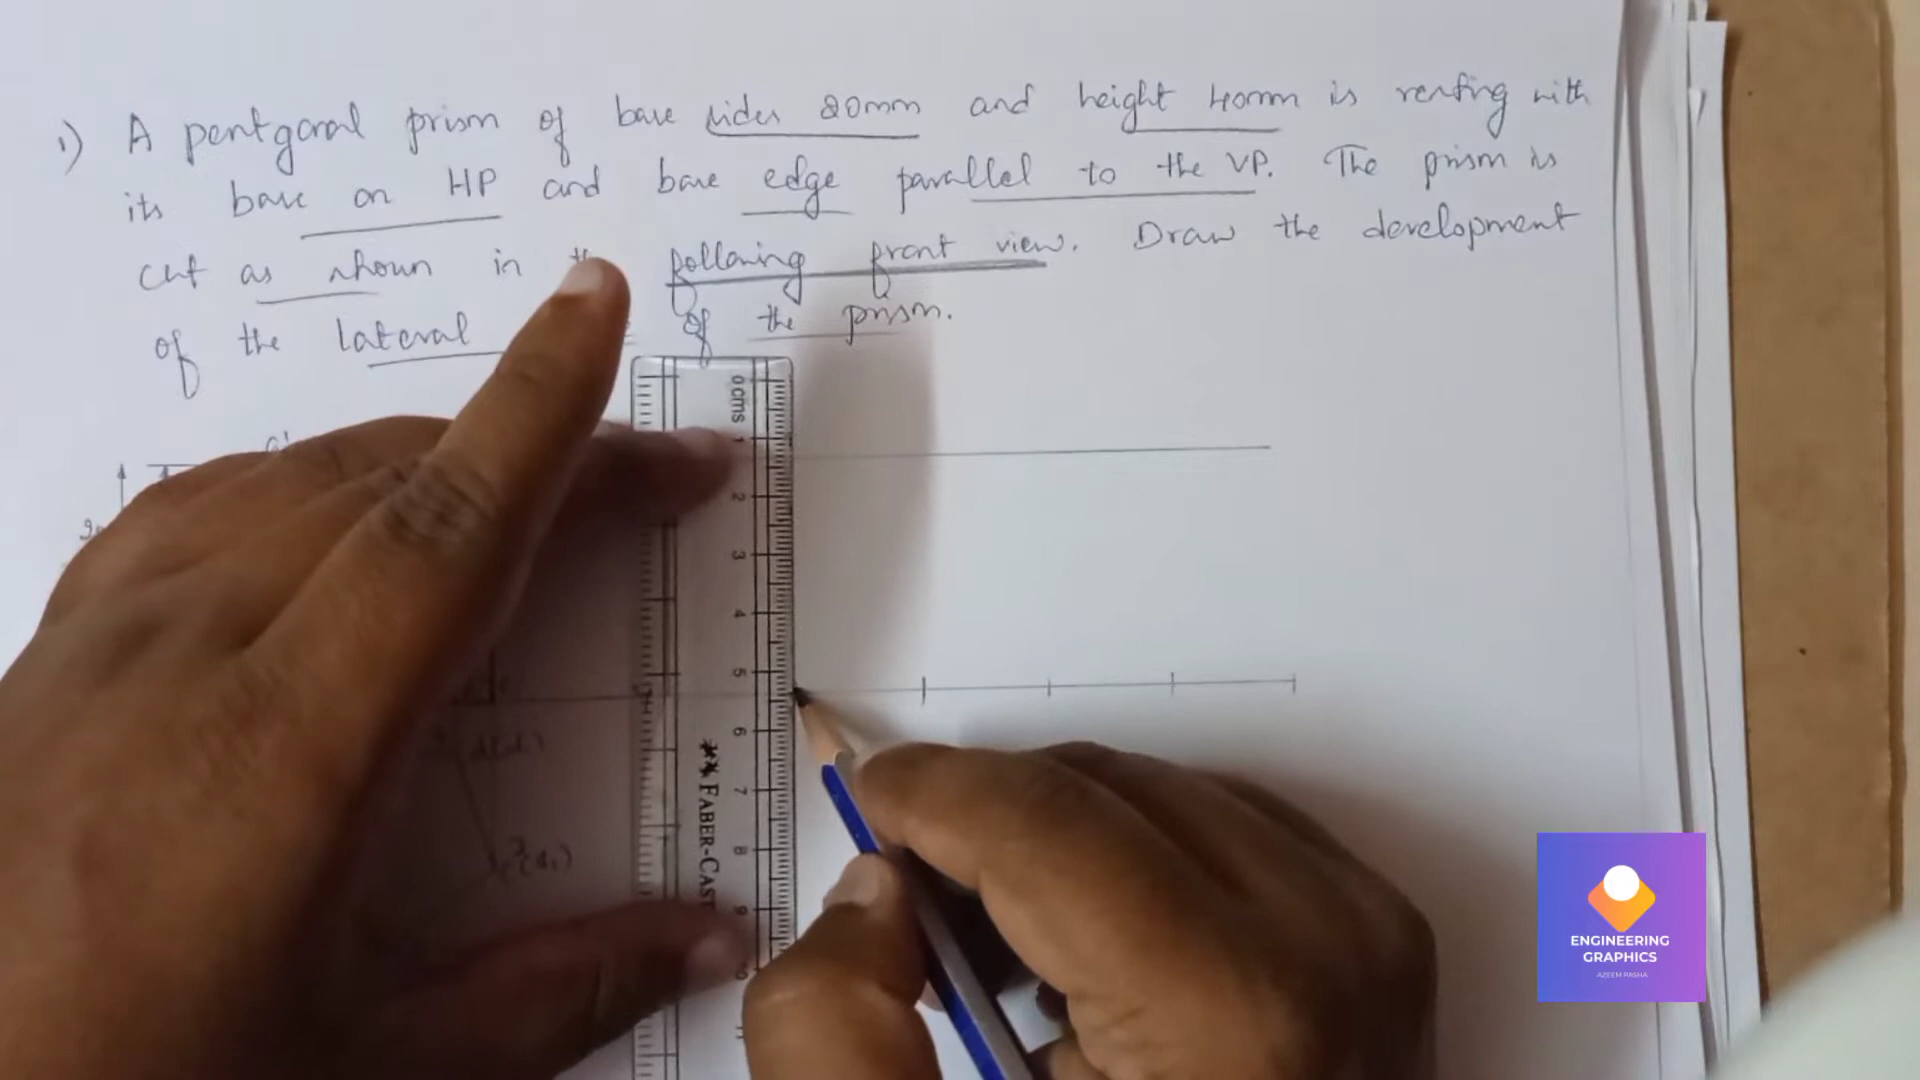 1) A pentgonal prism of base sides 20mm and height 40mm is resting with
its base on HP and base edge parallel to the VP. The prism is
cut as shown in the following front view. Draw the development
of the lateral of the prism.
a'
0 cms 1 2 3 4 5 6 7 8 9
FABER-CAST
ENGINEERING
GRAPHICS
AZEEM PASHA